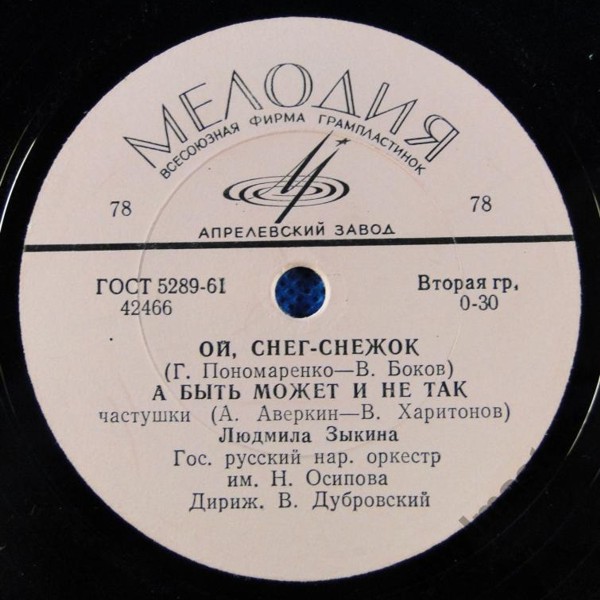 МЕЛОДИЯ
ВСЕСОЮЗНАЯ ФИРМА ГРАМПЛАСТИНОК
78
78
АПРЕЛЕВСКИЙ ЗАВОД
ГОСТ 5289-61
Вторая гр.
42466
0-30
ОЙ, СНЕГ-СНЕЖОК
(Г. Пономаренко—В. Боков)
А БЫТЬ МОЖЕТ И НЕ ТАК
частушки (А. Аверкин—В. Харитонов)
Людмила Зыкина
Гос. русский нар. оркестр
им. Н. Осипова
Дириж. В. Дубровский